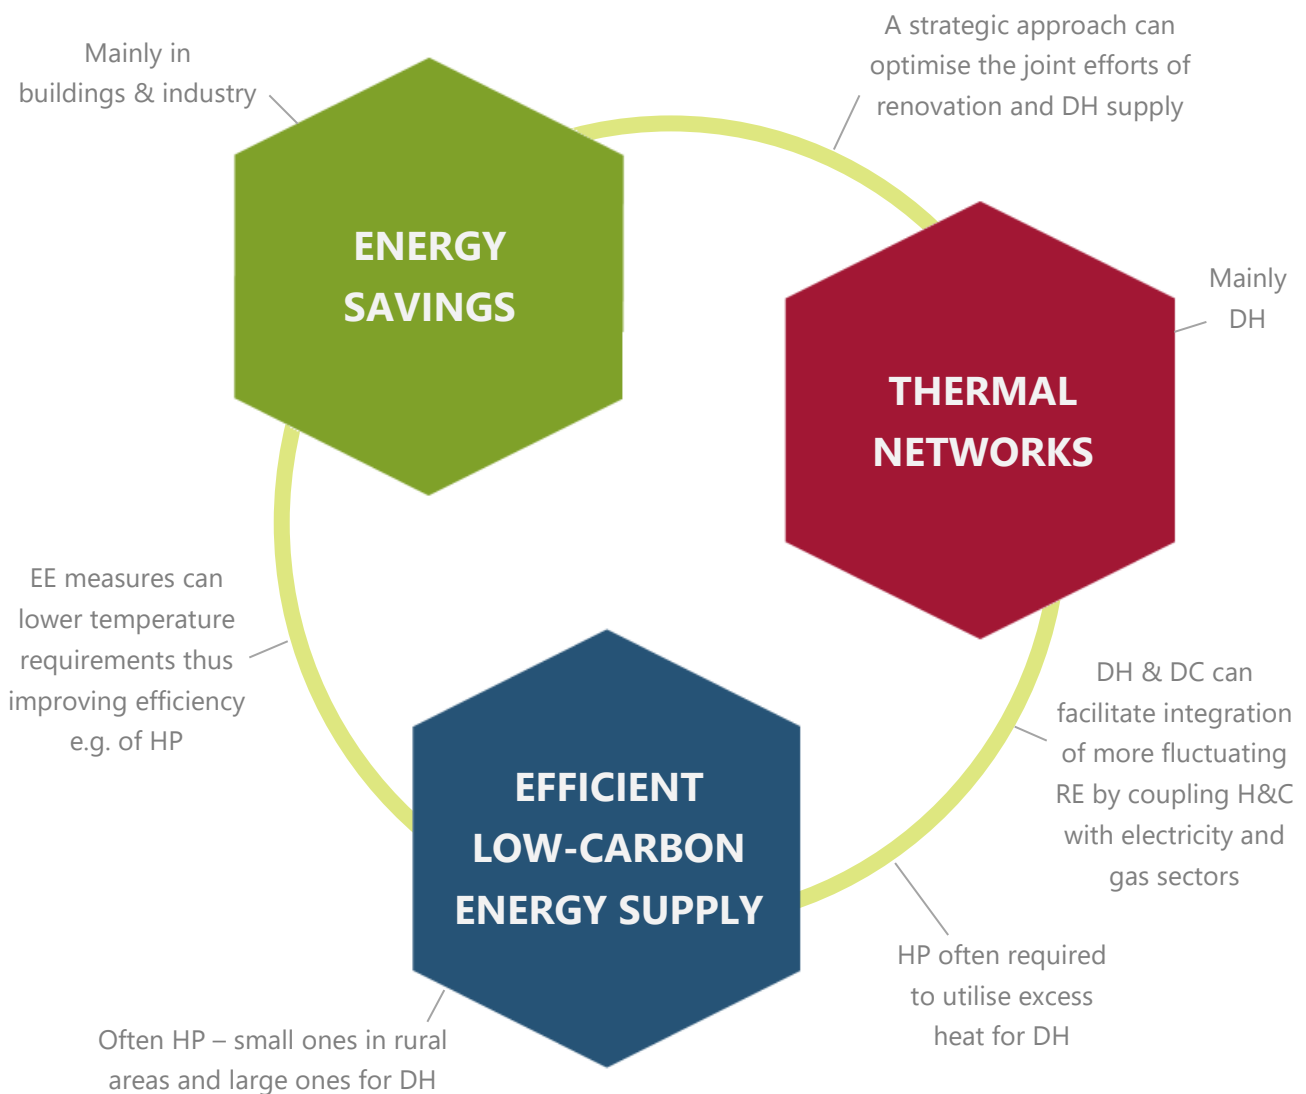 Mainly in
buildings & industry
A strategic approach can
optimise the joint efforts of
renovation and DH supply
ENERGY
SAVINGS
Mainly
DH
THERMAL
NETWORKS
EE measures can
lower temperature
requirements thus
improving efficiency
e.g. of HP
DH & DC can
facilitate integration
of more fluctuating
RE by coupling H&C
with electricity and
gas sectors
EFFICIENT
LOW-CARBON
ENERGY SUPPLY
HP often required
to utilise excess
heat for DH
Often HP – small ones in rural
areas and large ones for DH